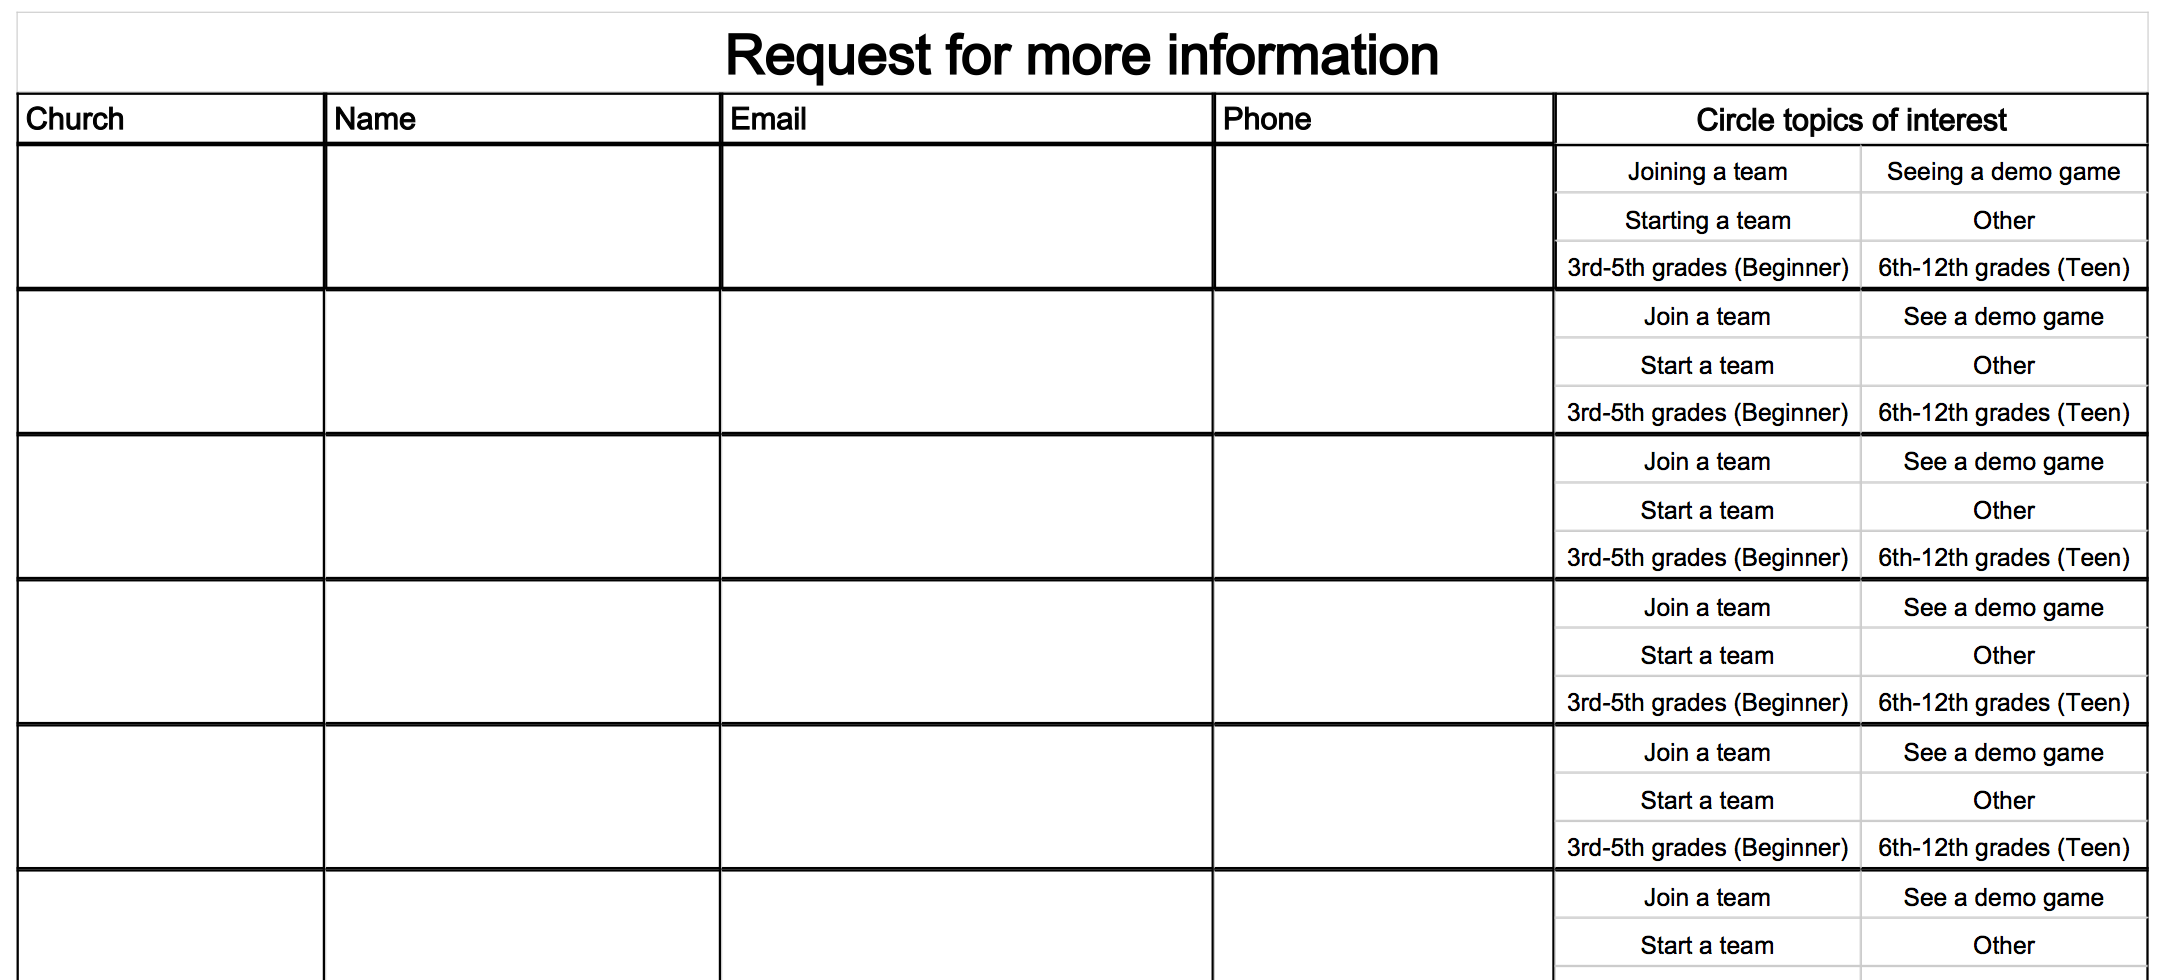 Request for more information
Church Name Email Phone Circle topics of interest
Joining a team Seeing a demo game
Starting a team Other
3rd-5th grades (Beginner) 6th-12th grades (Teen)
Join a team See a demo game
Start a team Other
3rd-5th grades (Beginner) 6th-12th grades (Teen)
Join a team See a demo game
Start a team Other
3rd-5th grades (Beginner) 6th-12th grades (Teen)
Join a team See a demo game
Start a team Other
3rd-5th grades (Beginner) 6th-12th grades (Teen)
Join a team See a demo game
Start a team Other
3rd-5th grades (Beginner) 6th-12th grades (Teen)
Join a team See a demo game
Start a team Other